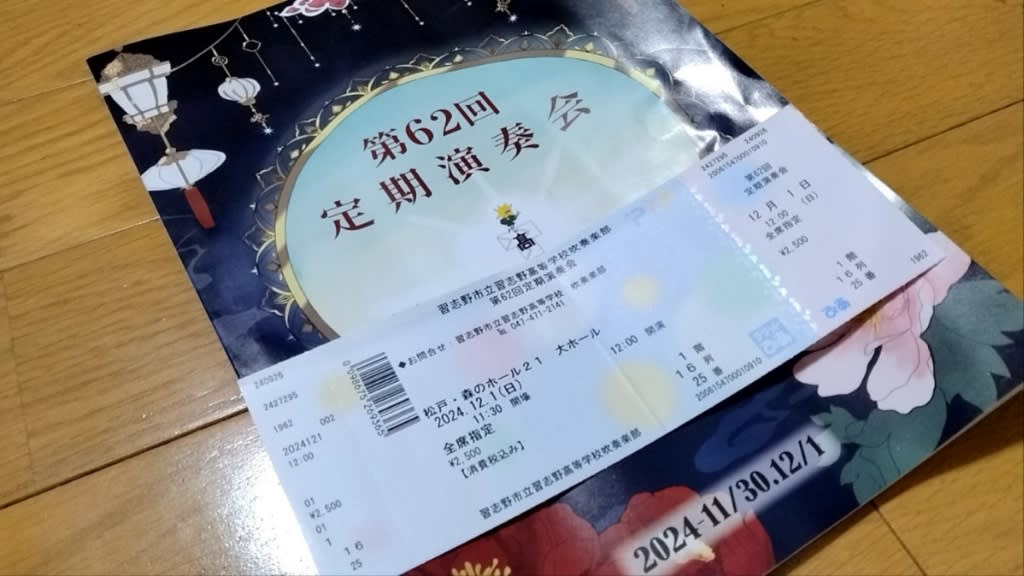 第62回
定期演奏会
高
習志野市立習志野高等学校吹奏楽部
第62回定期演奏会
◆お問合せ 習志野市立習志野高等学校 吹奏楽部
℡ 047-471-2141
松戸・森のホール21 大ホール
2024.12.1(日) 12:00 開演
11:30 開場
全席指定
¥2,500
【消費税込み】
1 階
16 列
25 番
習志野市立習志野高等学校吹奏楽部
240926
2427295
1962 002
2024121
12:00
01
¥2,500
01
1
16
25
2427295 240926
第62回
定期演奏会
12月 1日
12:00 (日)
全席指定
¥2,500
1 階
16 列
25 番
1962
ぴあ
2024-11/30.12/1